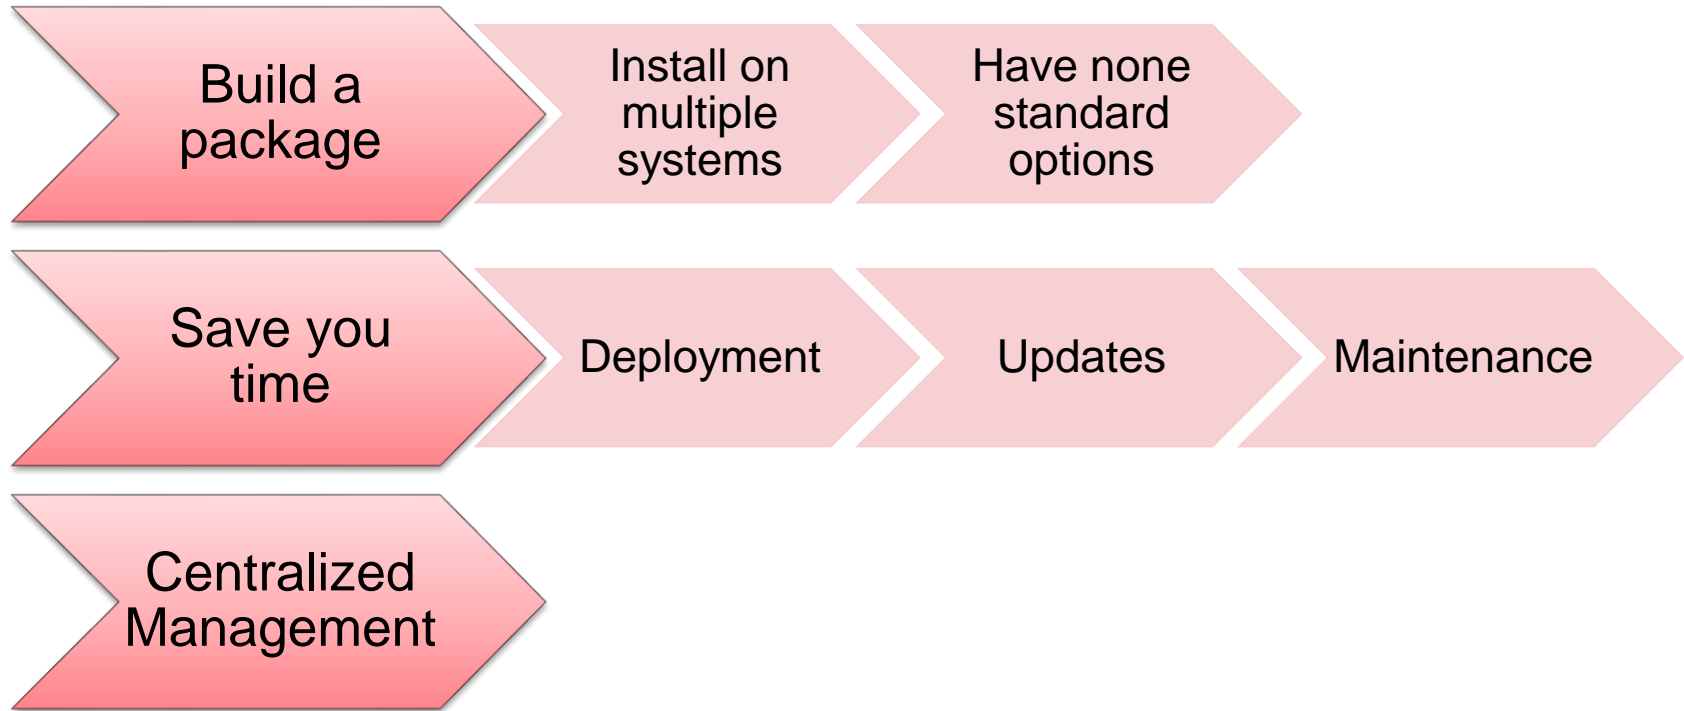 Build a
package
Install on
multiple
systems
Have none
standard
options
Save you
time
Deployment
Updates
Maintenance
Centralized
Management